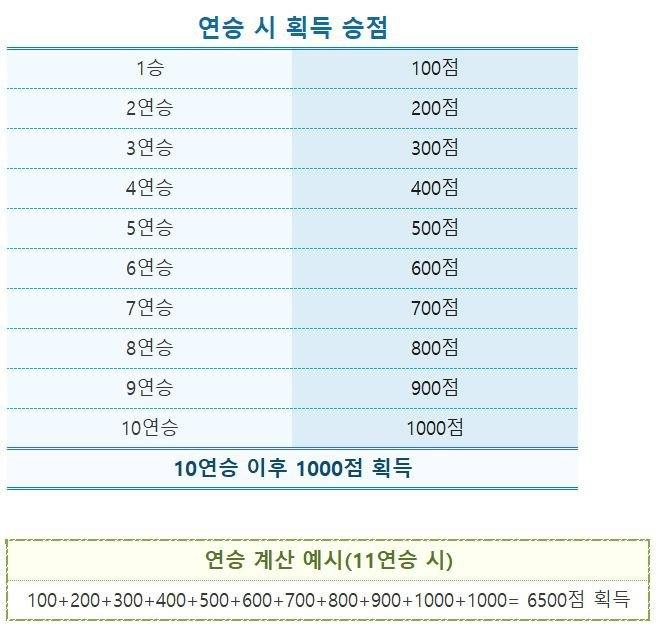 연승 시 획득 승점
1승 100점
2연승 200점
3연승 300점
4연승 400점
5연승 500점
6연승 600점
7연승 700점
8연승 800점
9연승 900점
10연승 1000점
10연승 이후 1000점 획득
연승 계산 예시(11연승 시)
100+200+300+400+500+600+700+800+900+1000+1000= 6500점 획득